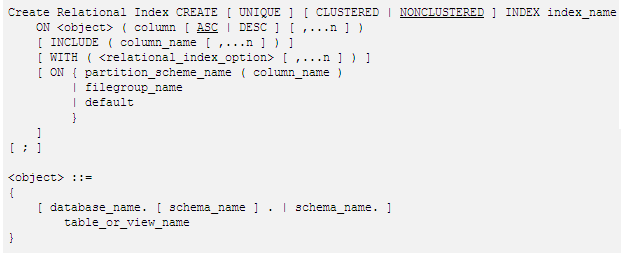 Create Relational Index CREATE [ UNIQUE ] [ CLUSTERED | NONCLUSTERED ] INDEX index_name
    ON <object> ( column [ ASC | DESC ] [ ,...n ] )
    [ INCLUDE ( column_name [ ,...n ] ) ]
    [ WITH ( <relational_index_option> [ ,...n ] ) ]
    [ ON { partition_scheme_name ( column_name )
         | filegroup_name
         | default
         }
    ]
[ ; ]

<object> ::=
{
    [ database_name. [ schema_name ] . | schema_name. ]
        table_or_view_name
}